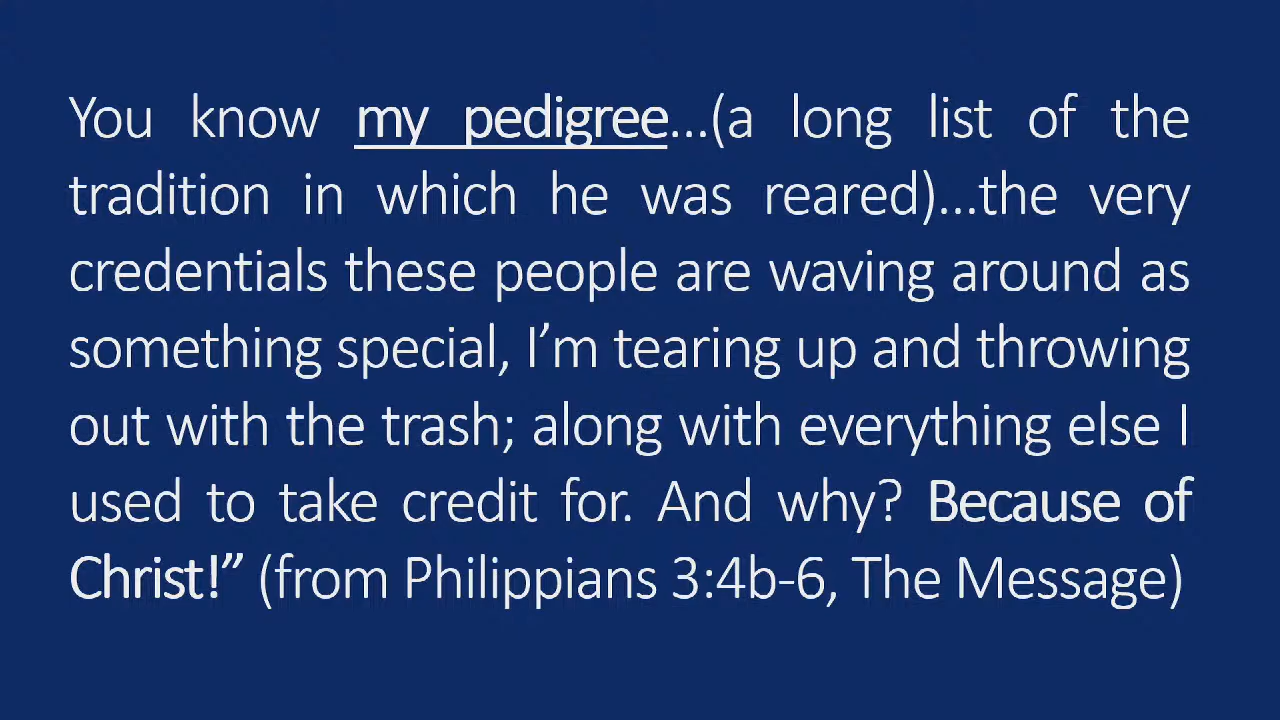 You know my pedigree...(a long list of the
tradition in which he was reared)...the very
credentials these people are waving around as
something special, I’m tearing up and throwing
out with the trash; along with everything else I
used to take credit for. And why? Because of
Christ!” (from Philippians 3:4b-6, The Message)